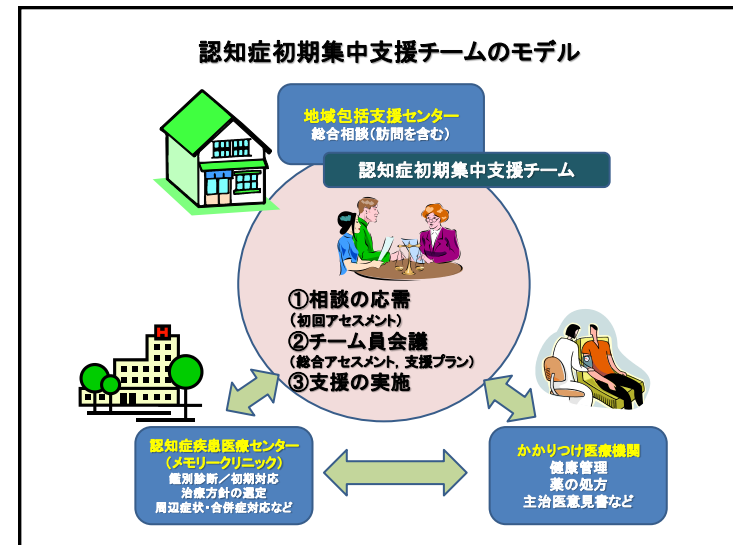 認知症初期集中支援チームのモデル
地域包括支援センター
総合相談(訪問を含む)
認知症初期集中支援チーム
①相談の応需
(初回アセスメント)
②チーム員会議
(総合アセスメント, 支援プラン)
③支援の実施
H
認知症疾患医療センター
(メモリークリニック)
鑑別診断/初期対応
治療方針の選定
周辺症状・合併症対応など
かかりつけ医療機関
健康管理
薬の処方
主治医意見書など